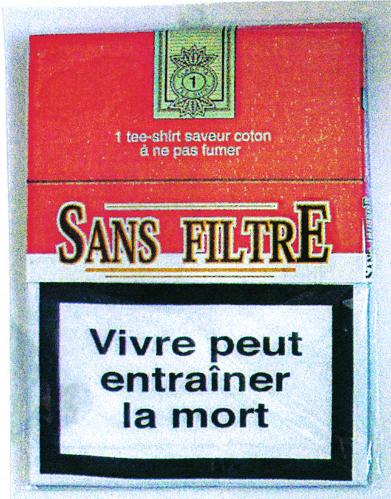 1
1 tee-shirt saveur coton
à ne pas fumer
SANS FILTRE
Vivre peut
entraîner
la mort